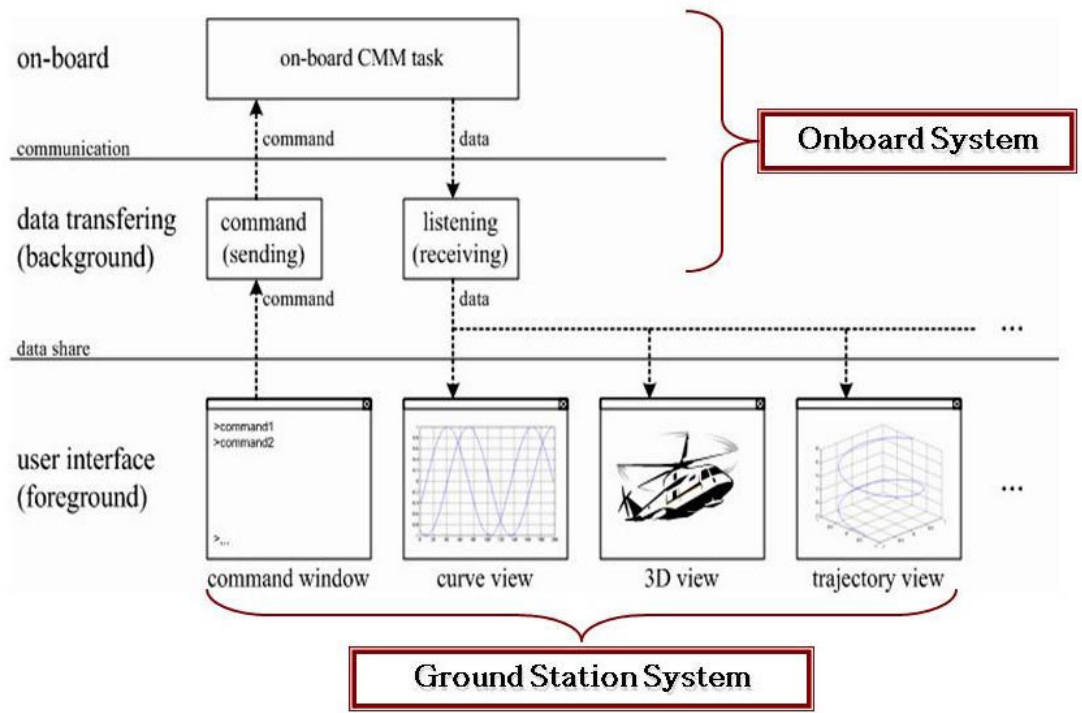 on-board
on-board CMM task
command
data
communication
Onboard System
data transfering
(background)
command
(sending)
listening
(receiving)
command
data
...
data share
user interface
(foreground)
>command1
>command2
>...
...
command window
curve view
3D view
trajectory view
Ground Station System